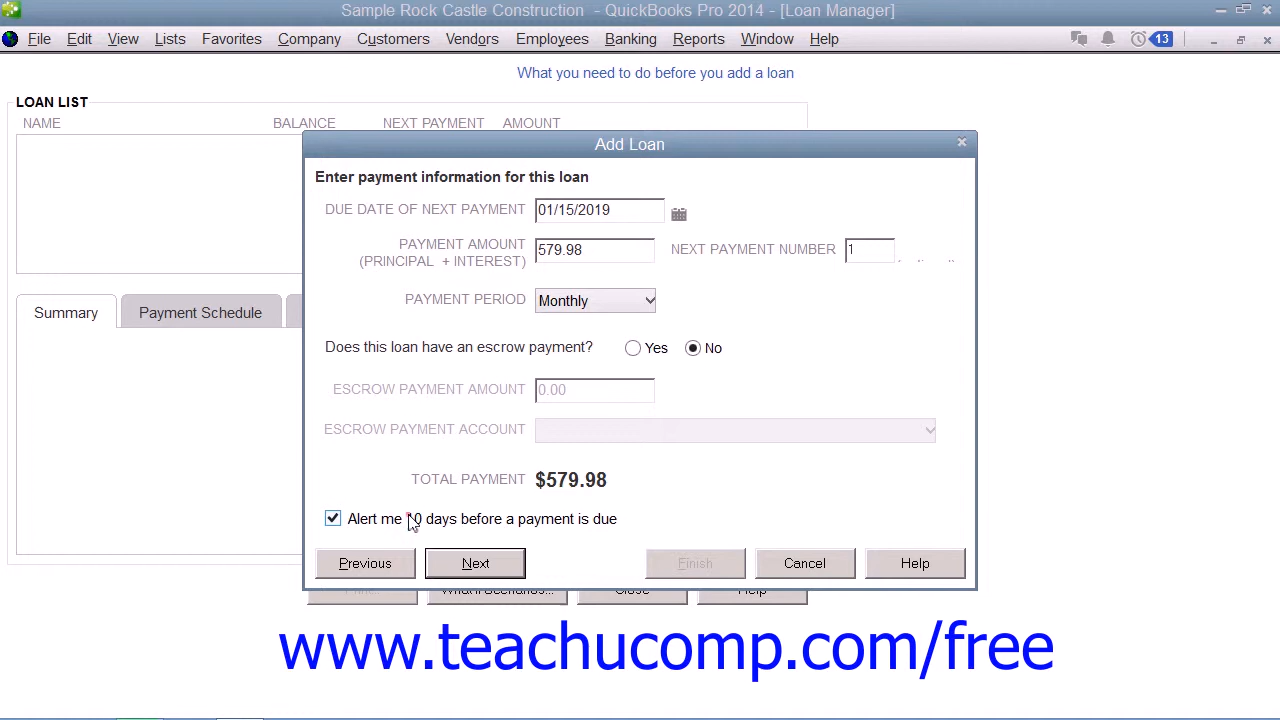 Sample Rock Castle Construction - QuickBooks Pro 2014 - [Loan Manager]
File Edit View Lists Favorites Company Customers Vendors Employees Banking Reports Window Help 13
What you need to do before you add a loan
LOAN LIST
NAME BALANCE NEXT PAYMENT AMOUNT
Add Loan
Enter payment information for this loan
DUE DATE OF NEXT PAYMENT 01/15/2019
PAYMENT AMOUNT
(PRINCIPAL + INTEREST) 579.98 NEXT PAYMENT NUMBER 1
PAYMENT PERIOD Monthly
Summary Payment Schedule
Does this loan have an escrow payment? Yes No
ESCROW PAYMENT AMOUNT 0.00
ESCROW PAYMENT ACCOUNT
TOTAL PAYMENT $579.98
Alert me days before a payment is due
Previous Next Finish Cancel Help
What If Scenarios... Close Help
www.teachucomp.com/free